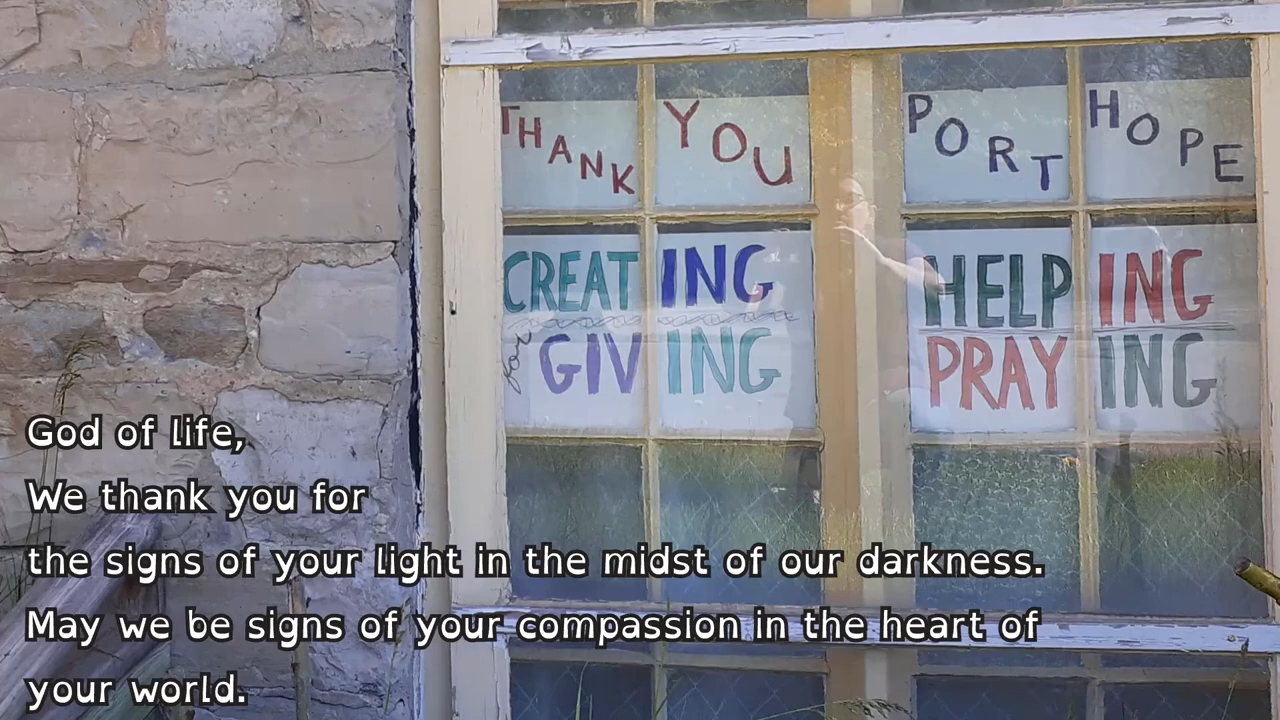 THANK YOU PORT HOPE
CREATING HELPING
for GIVING PRAYING
God of life,
We thank you for
the signs of your light in the midst of our darkness.
May we be signs of your compassion in the heart of
your world.